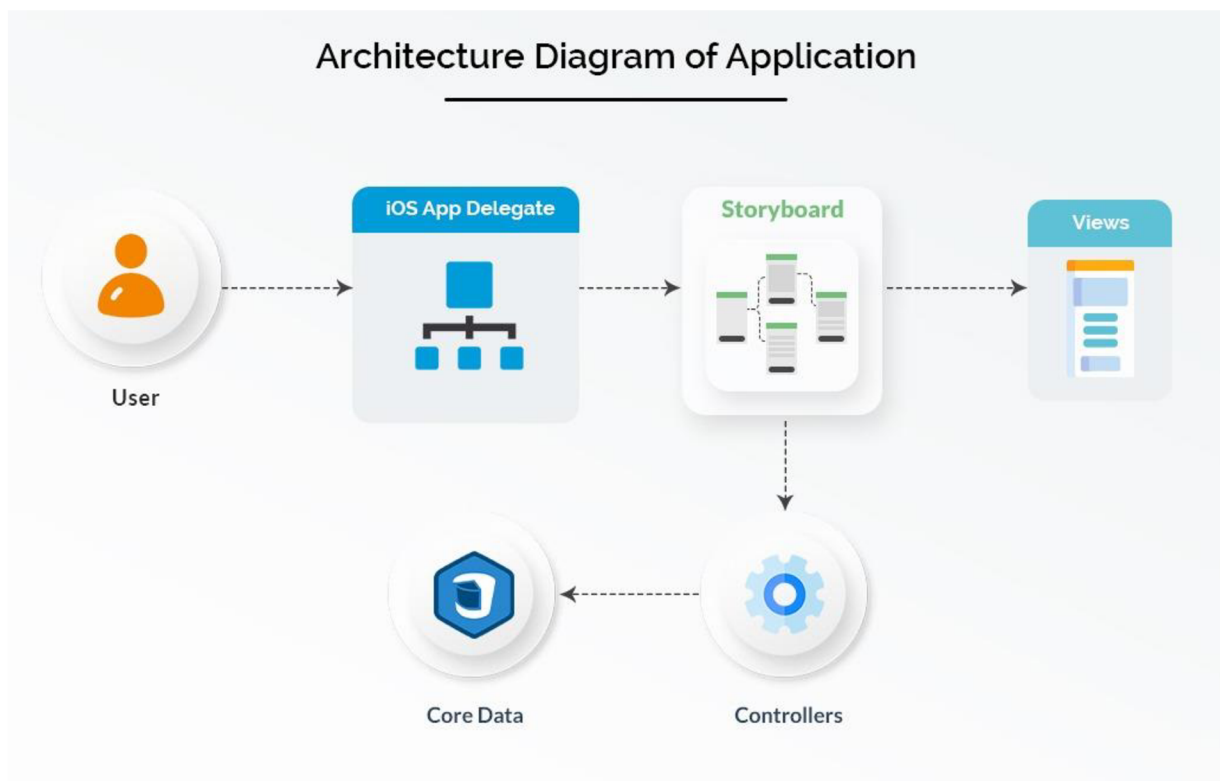 Architecture Diagram of Application
iOS App Delegate
Storyboard
Views
User
Core Data
Controllers